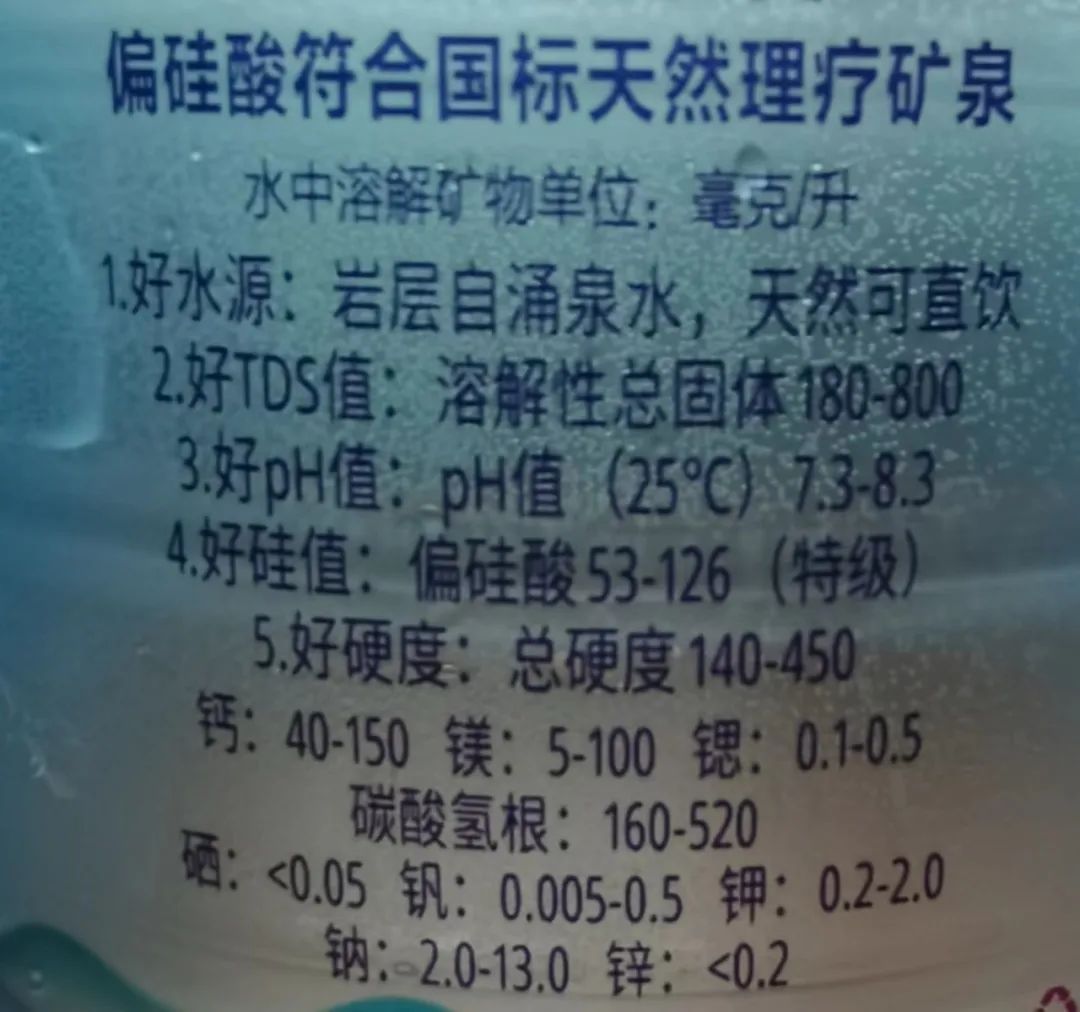 偏硅酸符合国标天然理疗矿泉
水中溶解矿物单位：毫克/升
1.好水源：岩层自涌泉水，天然可直饮
2.好TDS值：溶解性总固体180-800
3.好pH值：pH值（25℃）7.3-8.3
4.好硅值：偏硅酸53-126（特级）
5.好硬度：总硬度140-450
钙：40-150 镁：5-100 锶：0.1-0.5
碳酸氢根：160-520
硒：<0.05 钒：0.005-0.5 钾：0.2-2.0
钠：2.0-13.0 锌：<0.2